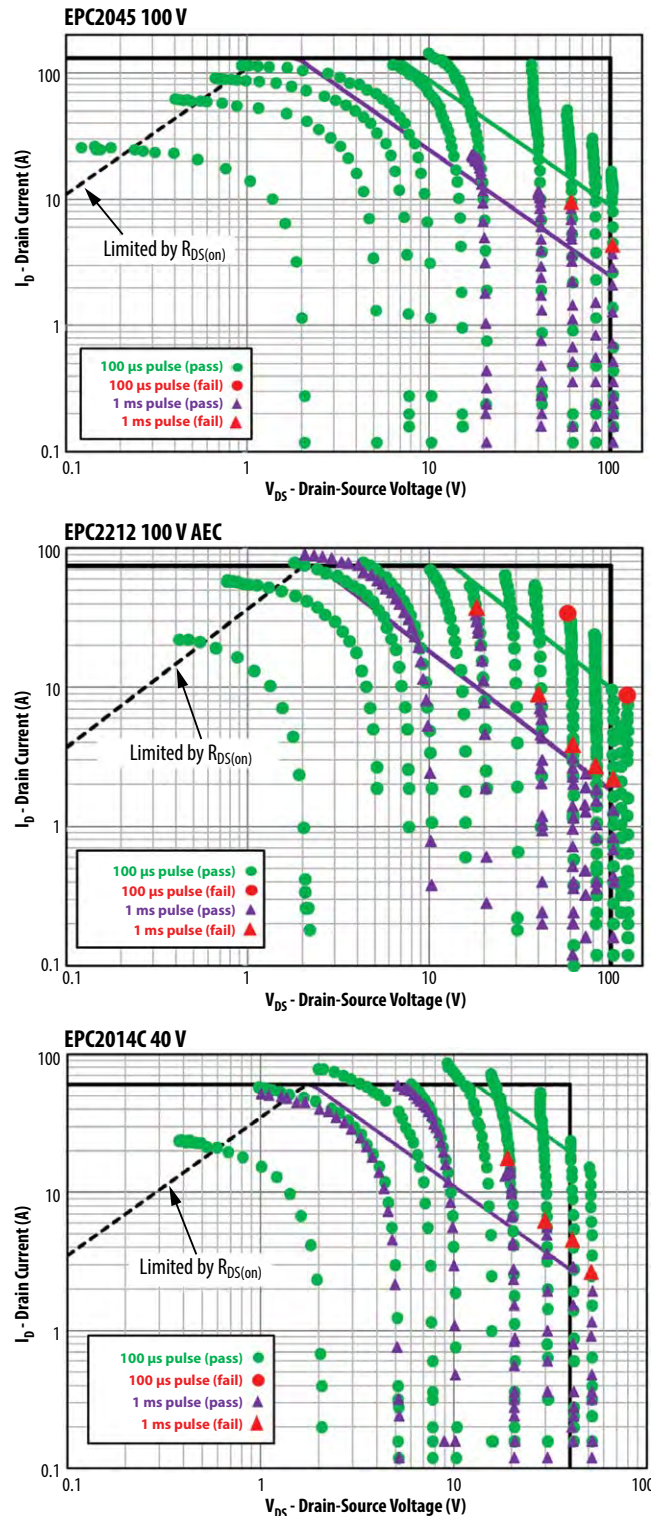 EPC2045 100 V
100
10
1
0.1
I_D - Drain Current (A)
Limited by R_DS(on)
100 µs pulse (pass)
100 µs pulse (fail)
1 ms pulse (pass)
1 ms pulse (fail)
0.1 1 10 100
V_DS - Drain-Source Voltage (V)
EPC2212 100 V AEC
100
10
1
0.1
I_D - Drain Current (A)
Limited by R_DS(on)
100 µs pulse (pass)
100 µs pulse (fail)
1 ms pulse (pass)
1 ms pulse (fail)
0.1 1 10 100
V_DS - Drain-Source Voltage (V)
EPC2014C 40 V
100
10
1
0.1
I_D - Drain Current (A)
Limited by R_DS(on)
100 µs pulse (pass)
100 µs pulse (fail)
1 ms pulse (pass)
1 ms pulse (fail)
0.1 1 10 100
V_DS - Drain-Source Voltage (V)